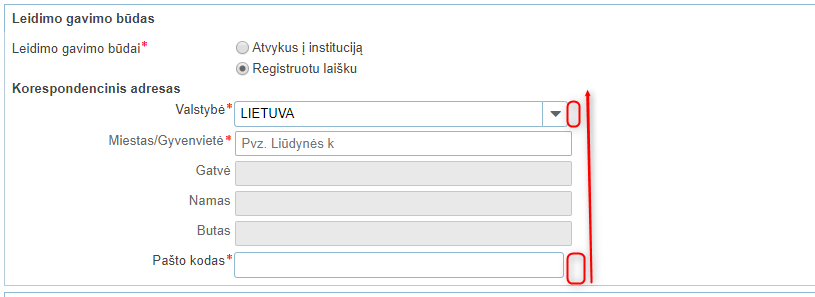 Leidimo gavimo būdas
Leidimo gavimo būdai*
Atvykus į instituciją
Registruotu laišku
Korespondencinis adresas
Valstybė* LIETUVA
Miestas/Gyvenvietė* Pvz. Liūdynės k
Gatvė
Namas
Butas
Pašto kodas*